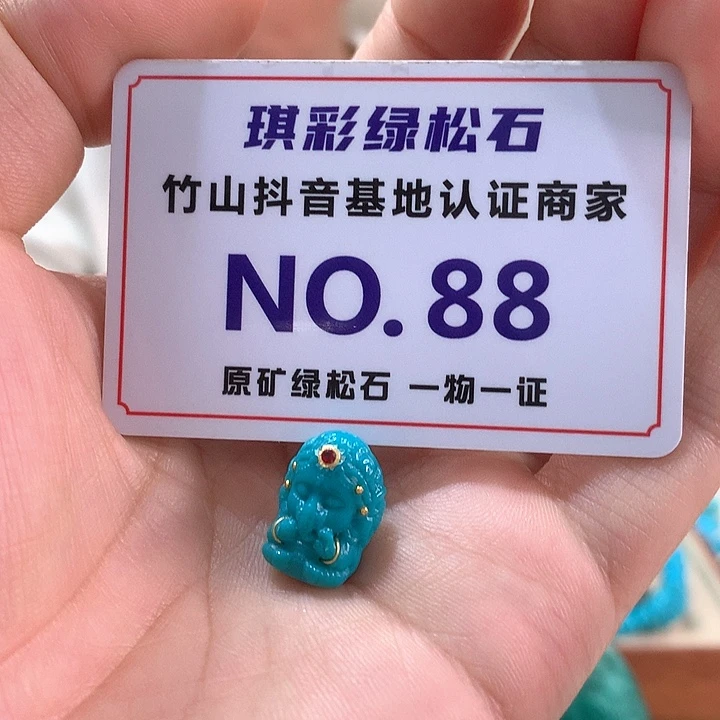 琪彩绿松石
竹山抖音基地认证商家
NO. 88
原矿绿松石 一物一证